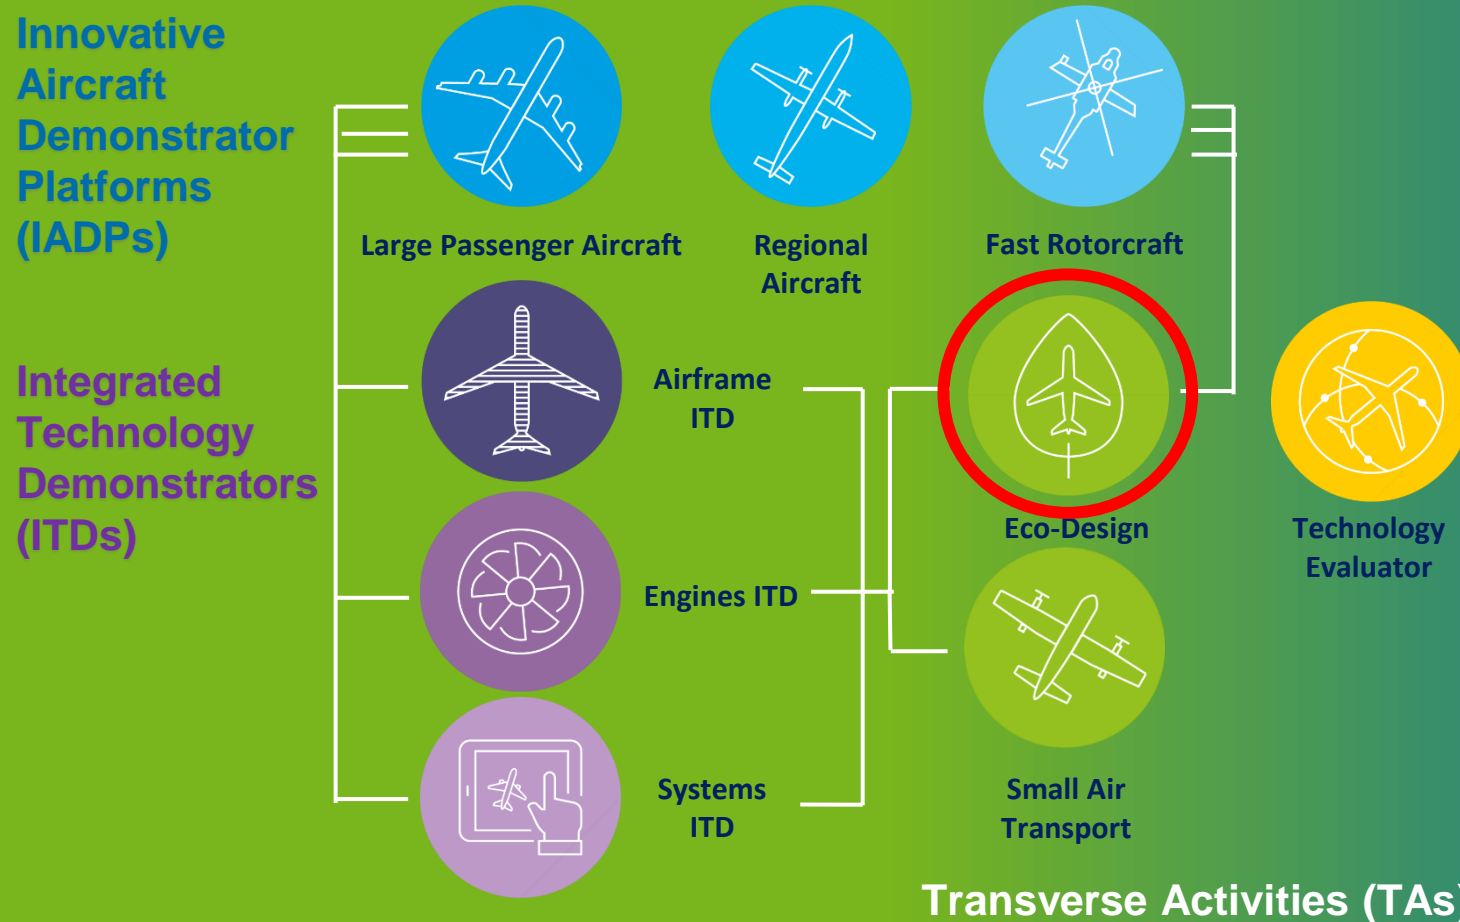 Innovative
Aircraft
Demonstrator
Platforms
(IADPs)
Large Passenger Aircraft
Regional
Aircraft
Fast Rotorcraft
Integrated
Technology
Demonstrators
(ITDs)
Airframe
ITD
Eco-Design
Technology
Evaluator
Engines ITD
Systems
ITD
Small Air
Transport
Transverse Activities (TAs)